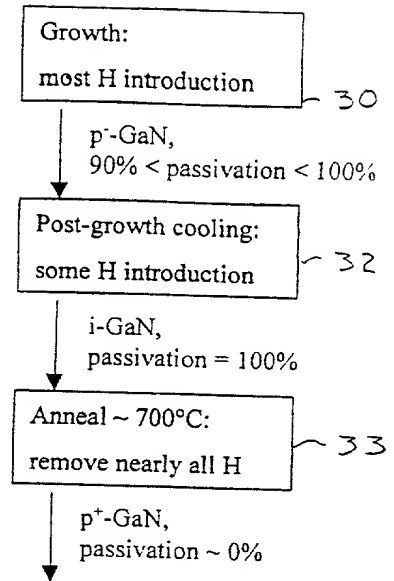 Growth:
most H introduction
30
p⁻-GaN,
90% < passivation < 100%
Post-growth cooling:
some H introduction
32
i-GaN,
passivation = 100%
Anneal ~ 700°C:
remove nearly all H
33
p⁺-GaN,
passivation ~ 0%